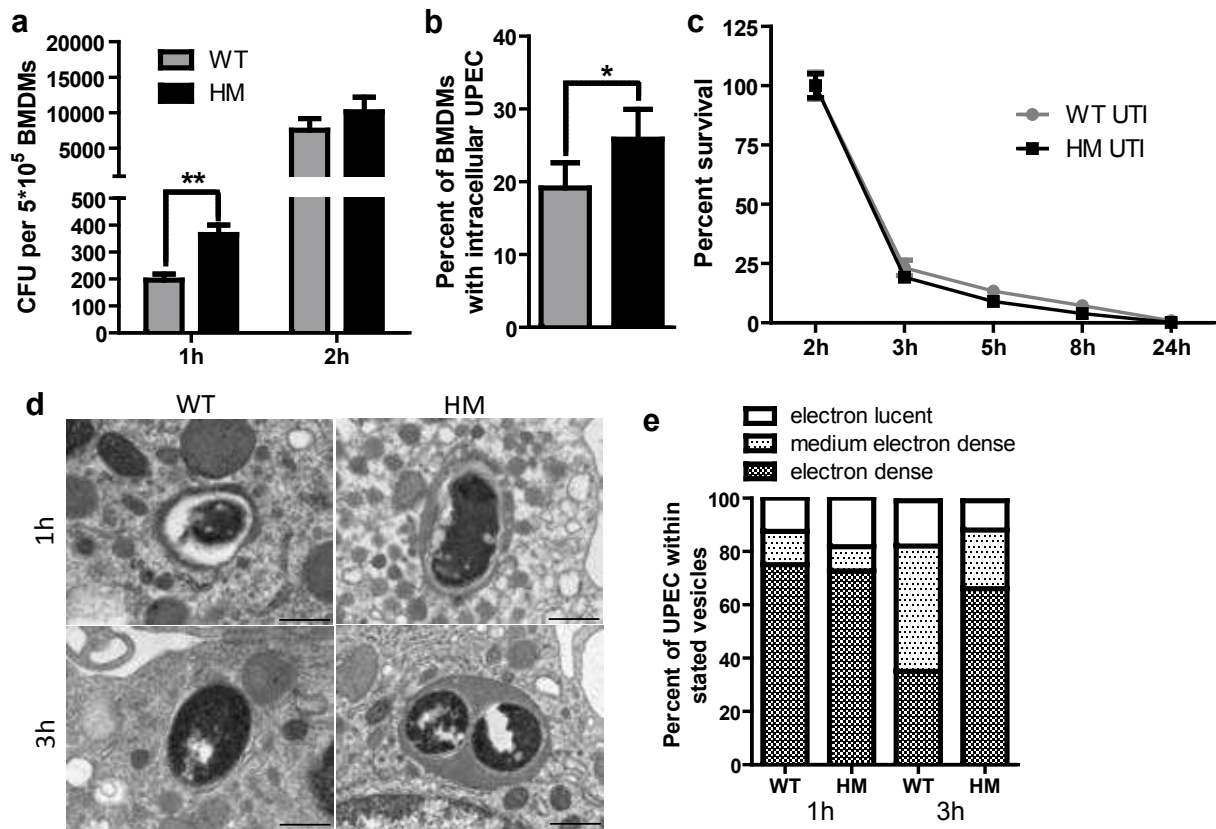 a
20000
15000
10000
5000
500
400
300
200
100
0
CFU per 5*10⁵ BMDMs
WT
HM
**
1h
2h
b
40
30
20
10
0
Percent of BMDMs
with intracellular UPEC
*
c
125
100
75
50
25
0
Percent survival
WT UTI
HM UTI
2h 3h 5h 8h 24h
d
WT HM
1h
3h
e
electron lucent
medium electron dense
electron dense
100
80
60
40
20
0
Percent of UPEC within
stated vesicles
WT HM WT HM
1h 3h